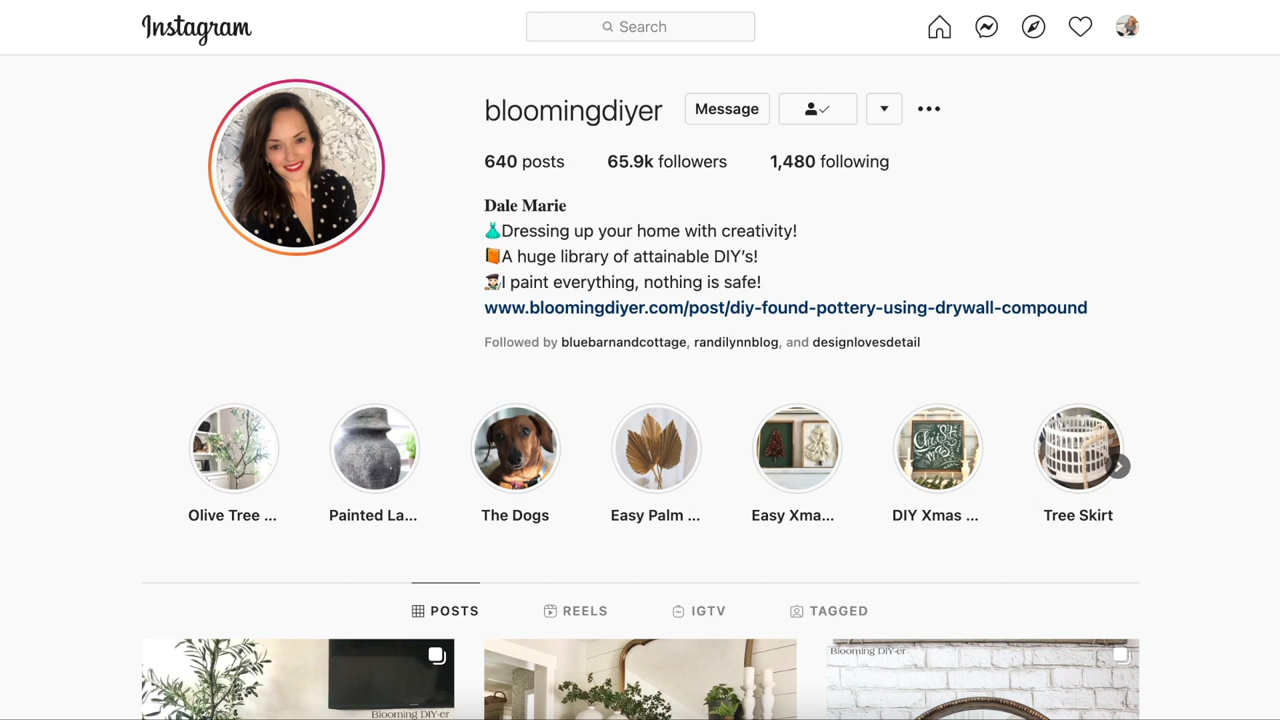 Instagram
Search
bloomingdiyer
Message
640 posts 65.9k followers 1,480 following
Dale Marie
👗Dressing up your home with creativity!
📙A huge library of attainable DIY’s!
👩🏻‍🎨I paint everything, nothing is safe!
www.bloomingdiyer.com/post/diy-found-pottery-using-drywall-compound
Followed by bluebarnandcottage, randilynnblog, and designlovesdetail
Olive Tree ... Painted La... The Dogs Easy Palm ... Easy Xma... DIY Xmas ... Tree Skirt
POSTS REELS IGTV TAGGED
Blooming DIY-er
Blooming DIY-er